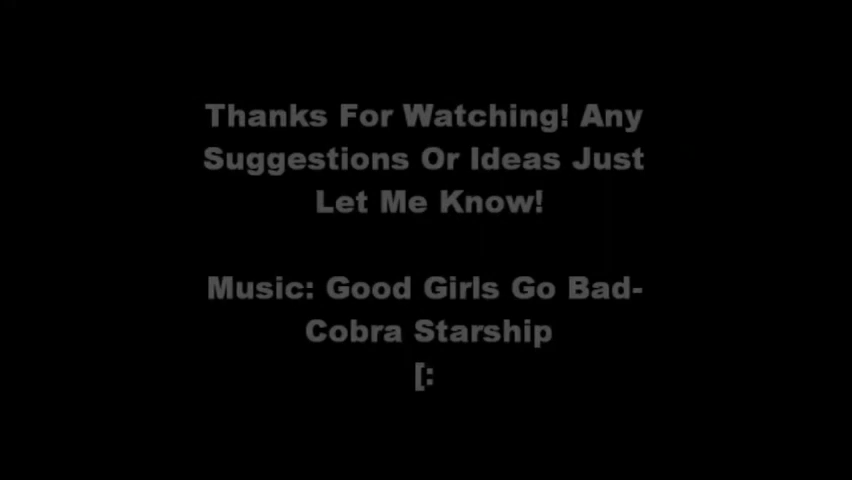 Thanks For Watching! Any
Suggestions Or Ideas Just
Let Me Know!
Music: Good Girls Go Bad-
Cobra Starship
[: